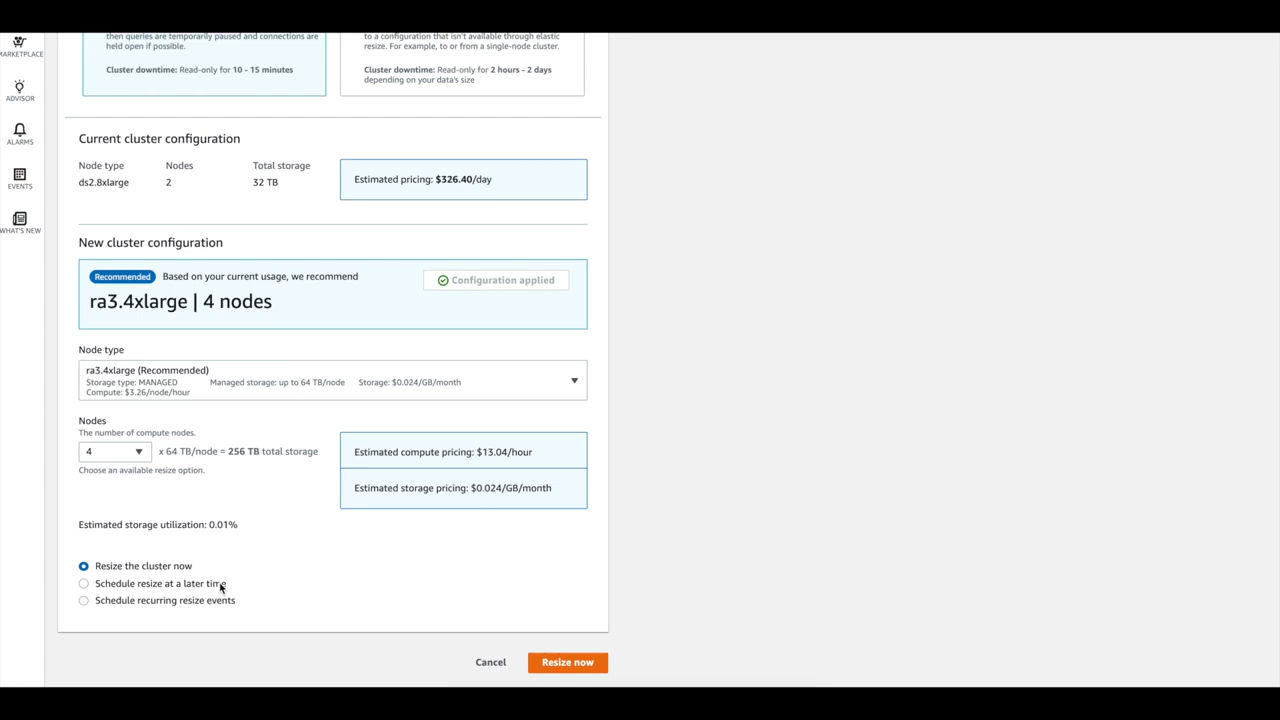 MARKETPLACE
ADVISOR
ALARMS
EVENTS
WHAT'S NEW
then queries are temporarily paused and connections are
held open if possible.
Cluster downtime: Read-only for 10 - 15 minutes
to a configuration that isn't available through elastic
resize. For example, to or from a single-node cluster.
Cluster downtime: Read-only for 2 hours - 2 days
depending on your data's size
Current cluster configuration
Node type Nodes Total storage
ds2.8xlarge 2 32 TB
Estimated pricing: $326.40/day
New cluster configuration
Recommended Based on your current usage, we recommend
ra3.4xlarge | 4 nodes
Configuration applied
Node type
ra3.4xlarge (Recommended)
Storage type: MANAGED Managed storage: up to 64 TB/node Storage: $0.024/GB/month
Compute: $3.26/node/hour
Nodes
The number of compute nodes.
4 x 64 TB/node = 256 TB total storage
Choose an available resize option.
Estimated compute pricing: $13.04/hour
Estimated storage pricing: $0.024/GB/month
Estimated storage utilization: 0.01%
Resize the cluster now
Schedule resize at a later time
Schedule recurring resize events
Cancel Resize now